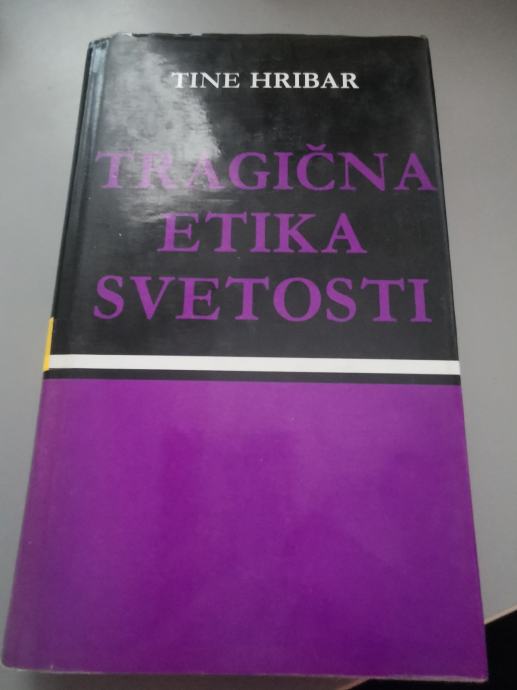 TINE HRIBAR
TRAGIČNA
ETIKA
SVETOSTI